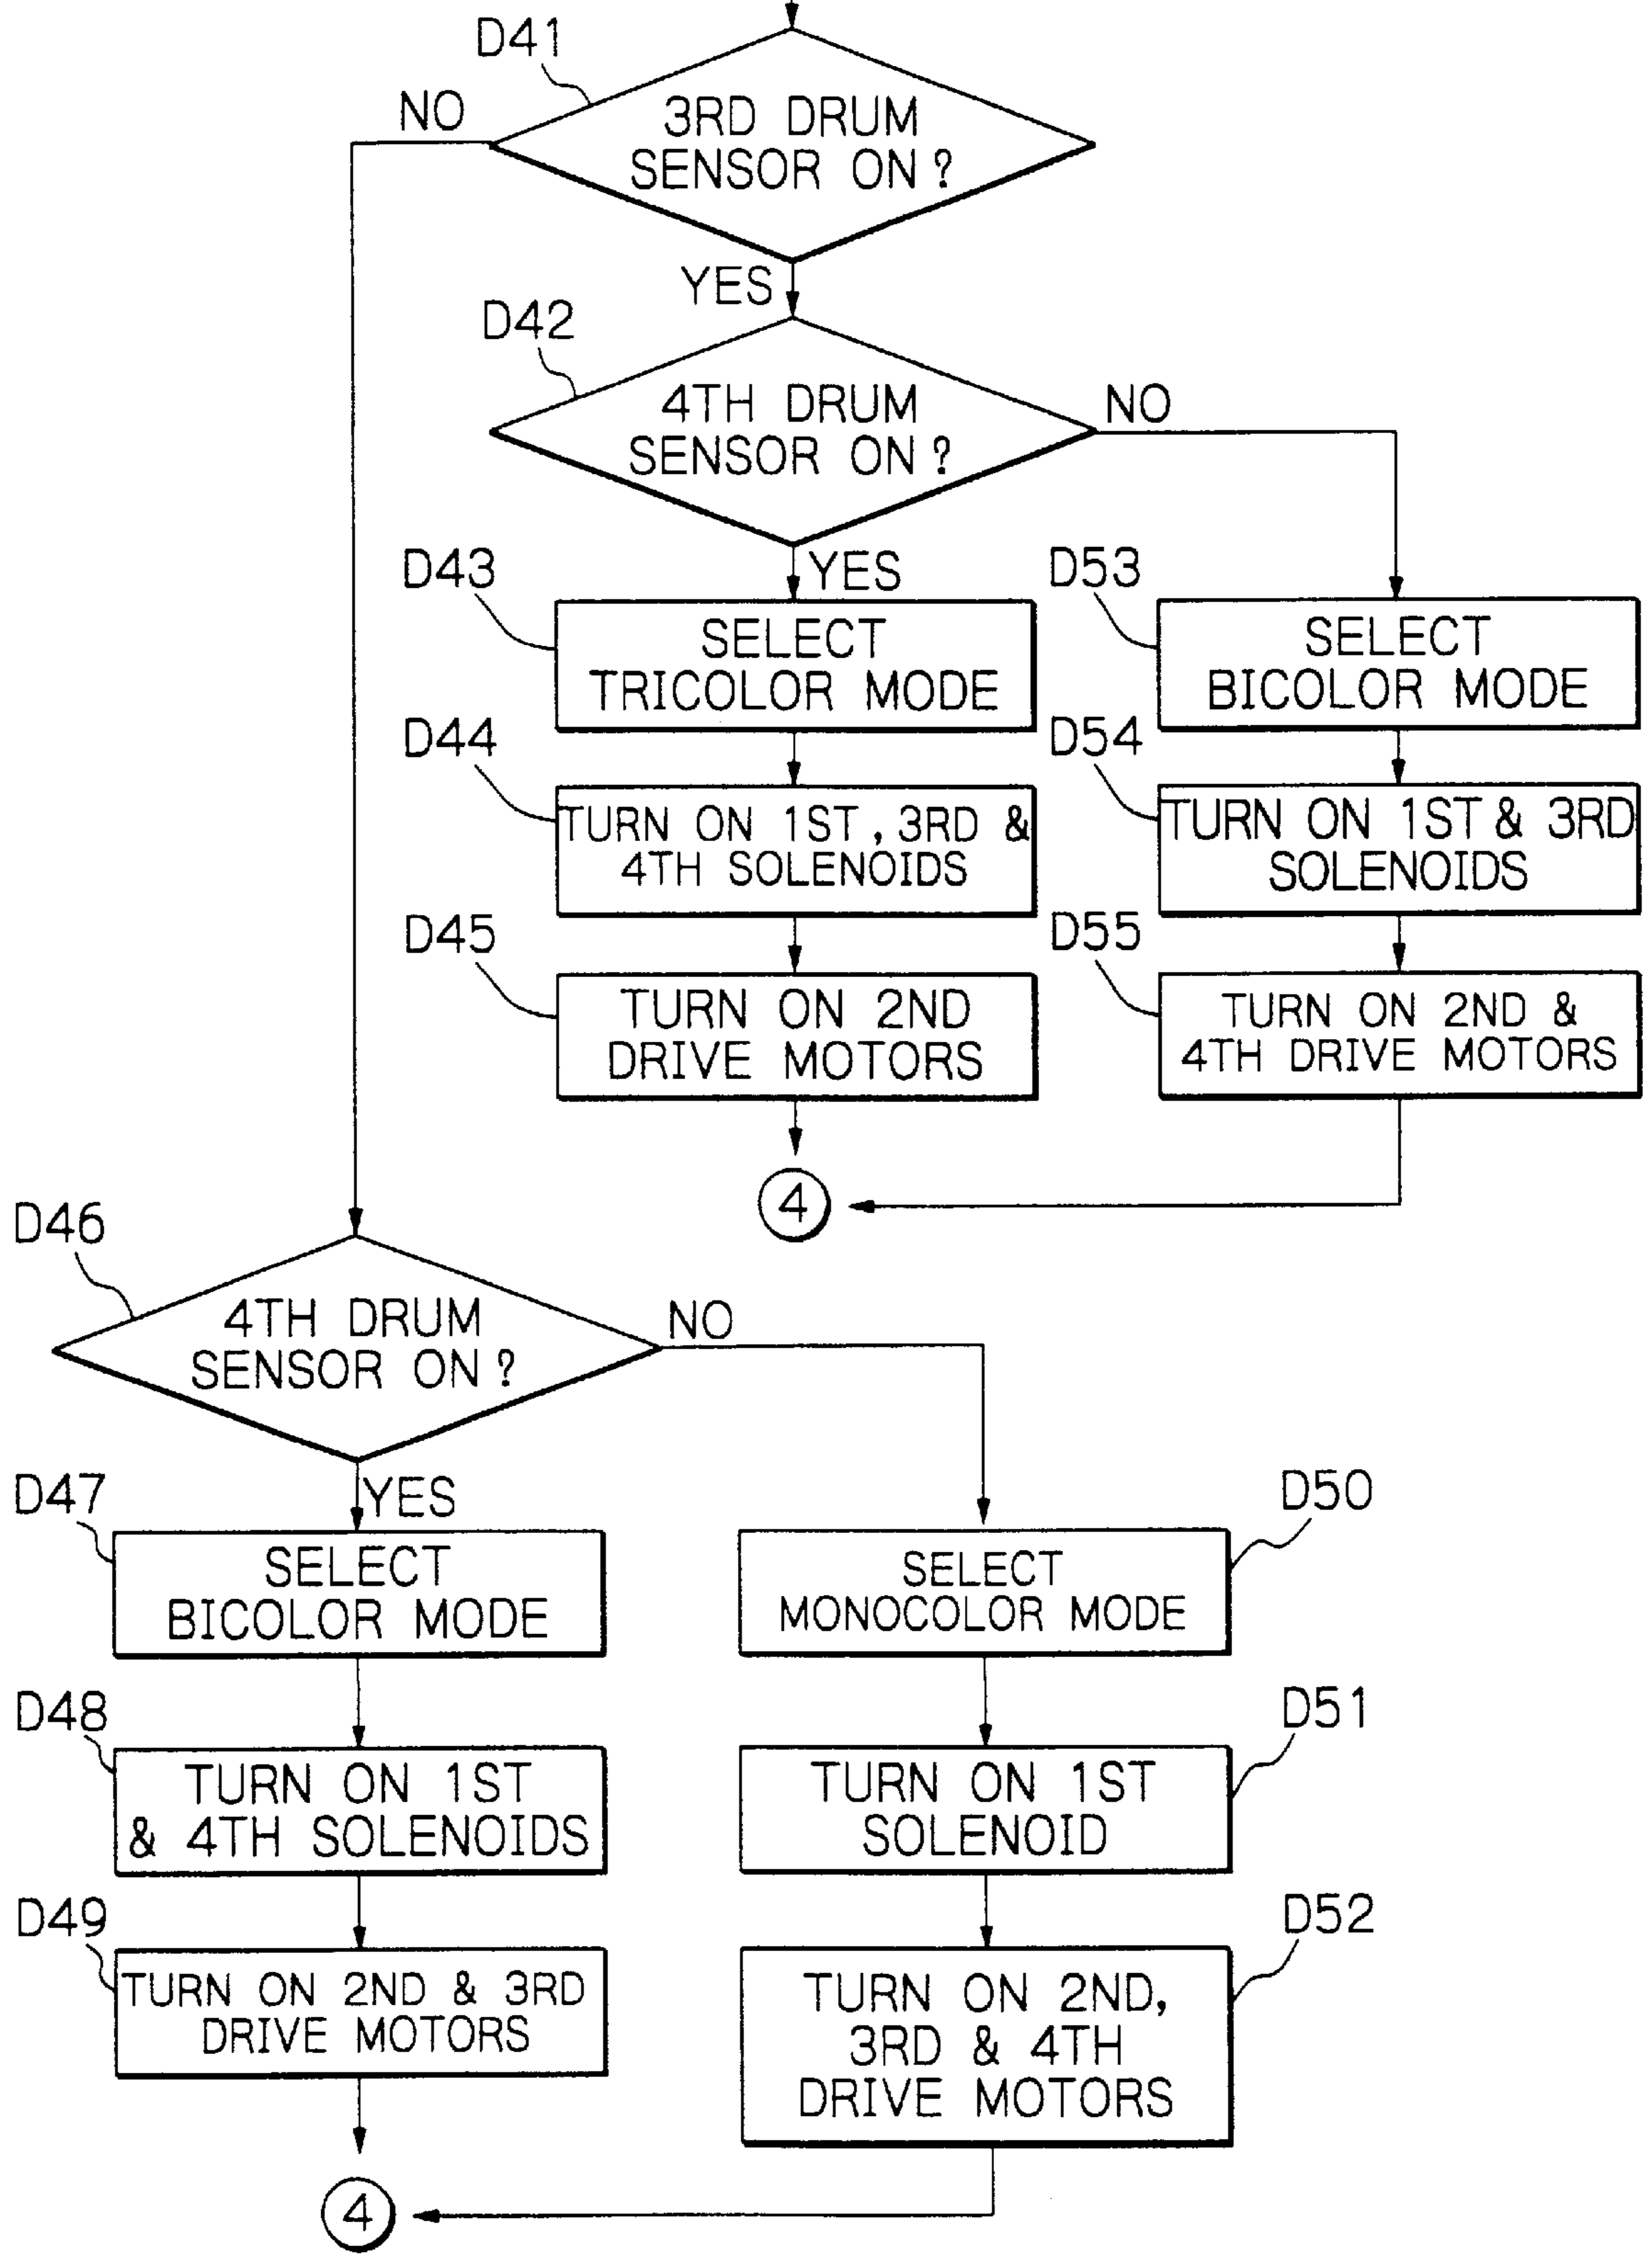 D41
NO
3RD DRUM
SENSOR ON ?
YES
D42
4TH DRUM
SENSOR ON ?
NO
YES
D43
SELECT
TRICOLOR MODE
D53
SELECT
BICOLOR MODE
D44
TURN ON 1ST , 3RD &
4TH SOLENOIDS
D54
TURN ON 1ST & 3RD
SOLENOIDS
D45
TURN ON 2ND
DRIVE MOTORS
D55
TURN ON 2ND &
4TH DRIVE MOTORS
4
D46
4TH DRUM
SENSOR ON ?
NO
YES
D47
SELECT
BICOLOR MODE
D50
SELECT
MONOCOLOR MODE
D48
TURN ON 1ST
& 4TH SOLENOIDS
D51
TURN ON 1ST
SOLENOID
D49
TURN ON 2ND & 3RD
DRIVE MOTORS
D52
TURN ON 2ND,
3RD & 4TH
DRIVE MOTORS
4